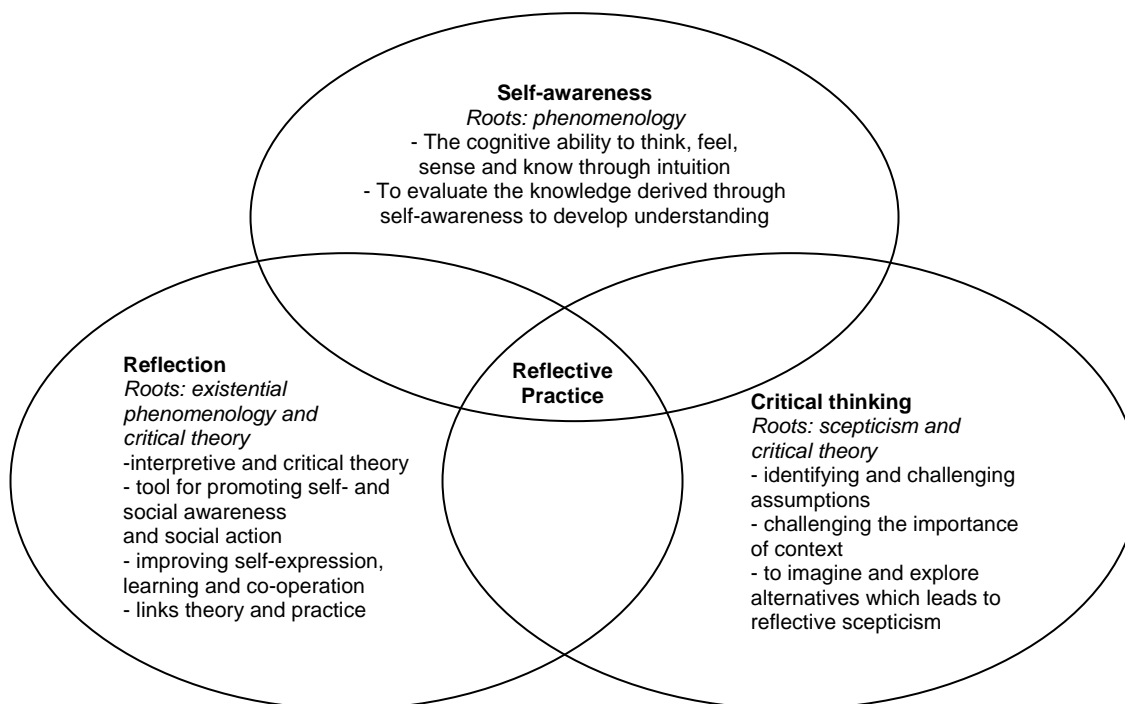 Self-awareness
Roots: phenomenology
- The cognitive ability to think, feel,
sense and know through intuition
- To evaluate the knowledge derived through
self-awareness to develop understanding
Reflection
Roots: existential
phenomenology and
critical theory
-interpretive and critical theory
- tool for promoting self- and
social awareness
and social action
- improving self-expression,
learning and co-operation
- links theory and practice
Reflective
Practice
Critical thinking
Roots: scepticism and
critical theory
- identifying and challenging
assumptions
- challenging the importance
of context
- to imagine and explore
alternatives which leads to
reflective scepticism